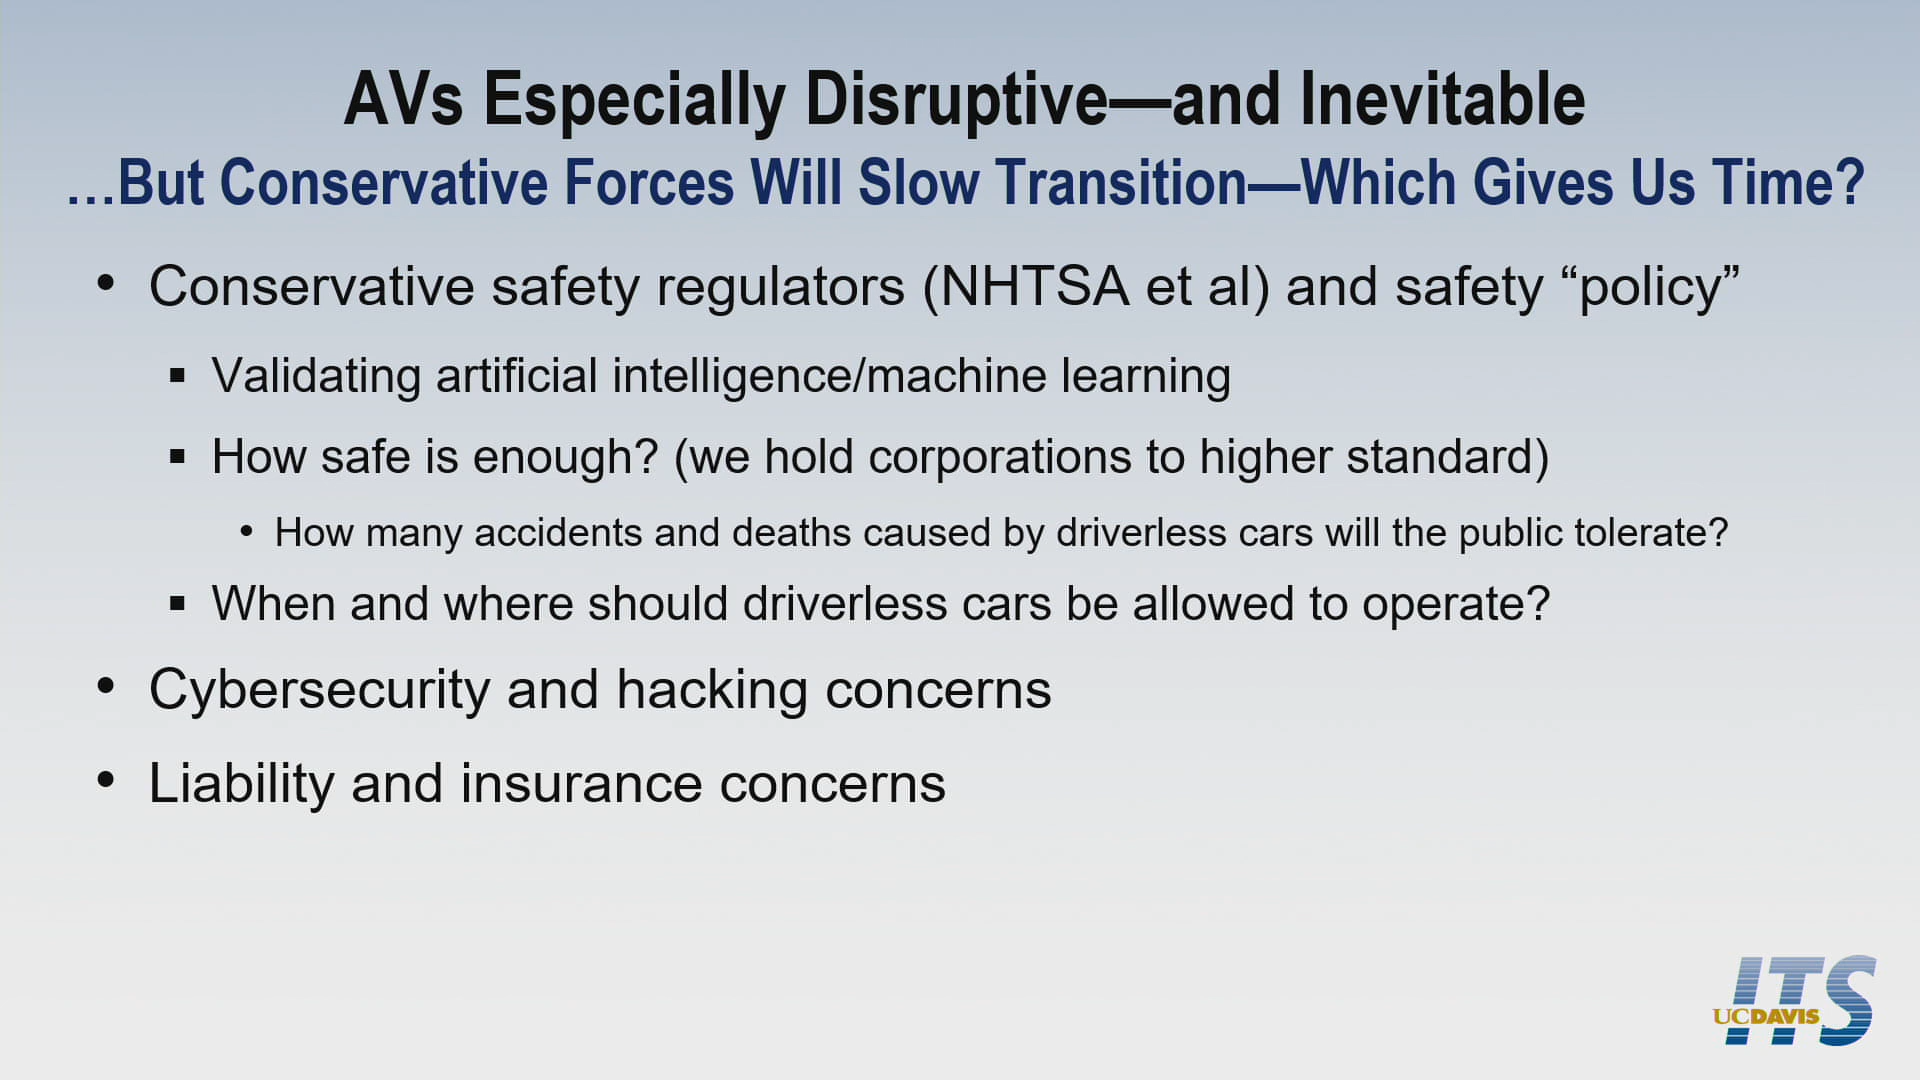 AVs Especially Disruptive—and Inevitable
…But Conservative Forces Will Slow Transition—Which Gives Us Time?
• Conservative safety regulators (NHTSA et al) and safety “policy”
▪ Validating artificial intelligence/machine learning
▪ How safe is enough? (we hold corporations to higher standard)
• How many accidents and deaths caused by driverless cars will the public tolerate?
▪ When and where should driverless cars be allowed to operate?
• Cybersecurity and hacking concerns
• Liability and insurance concerns
ITS
UCDAVIS